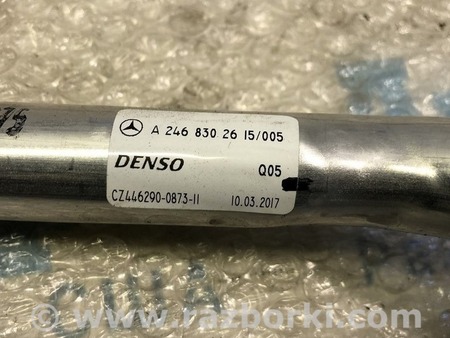 A 246 830 26 15/005
DENSO Q05
CZ446290-0873-11 10.03.2017
www.razborki.com